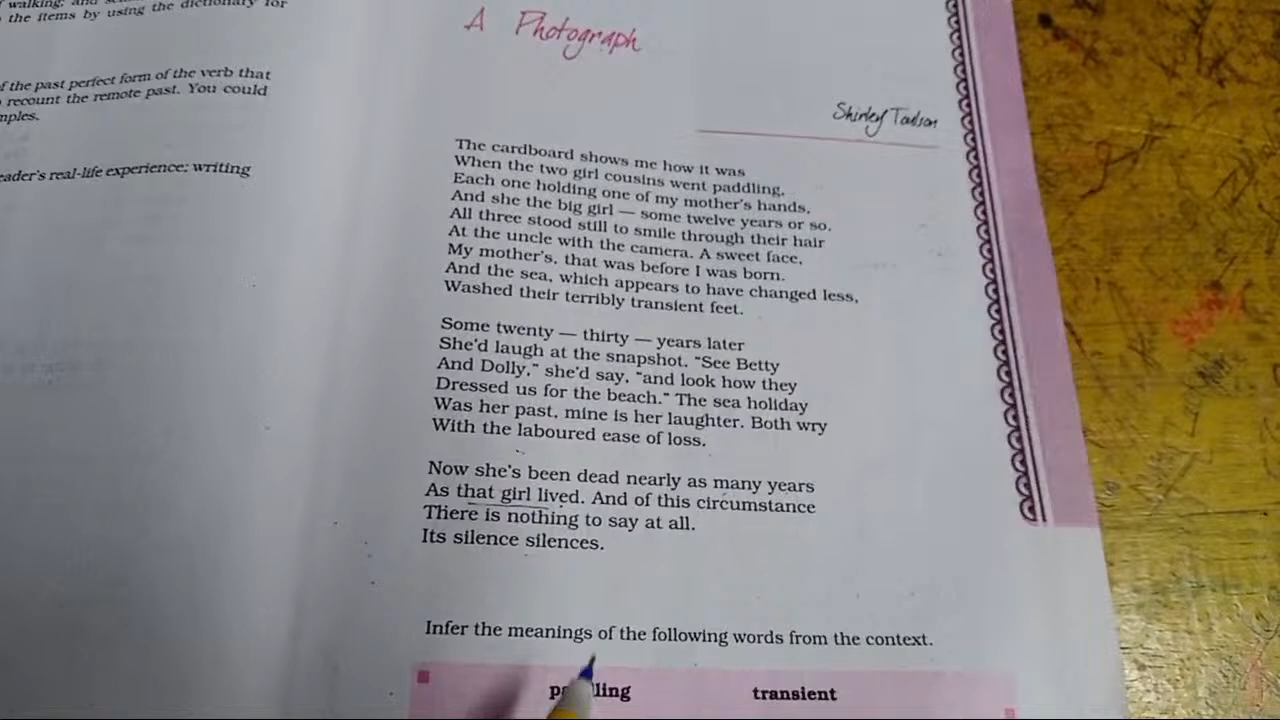 walking; and
the items by using the dictionary for
of the past perfect form of the verb that
recount the remote past. You could
mples.
eader's real-life experience; writing
A Photograph
Shirley Toulson
The cardboard shows me how it was
When the two girl cousins went paddling,
Each one holding one of my mother's hands,
And she the big girl — some twelve years or so.
All three stood still to smile through their hair
At the uncle with the camera. A sweet face,
My mother's, that was before I was born.
And the sea, which appears to have changed less,
Washed their terribly transient feet.
Some twenty — thirty — years later
She'd laugh at the snapshot. "See Betty
And Dolly," she'd say, "and look how they
Dressed us for the beach." The sea holiday
Was her past, mine is her laughter. Both wry
With the laboured ease of loss.
Now she's been dead nearly as many years
As that girl lived. And of this circumstance
There is nothing to say at all.
Its silence silences.
Infer the meanings of the following words from the context.
paddling transient